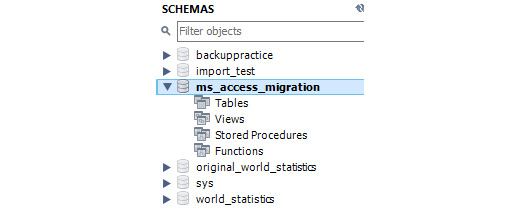 SCHEMAS
Filter objects
backuppractice
import_test
ms_access_migration
Tables
Views
Stored Procedures
Functions
original_world_statistics
sys
world_statistics